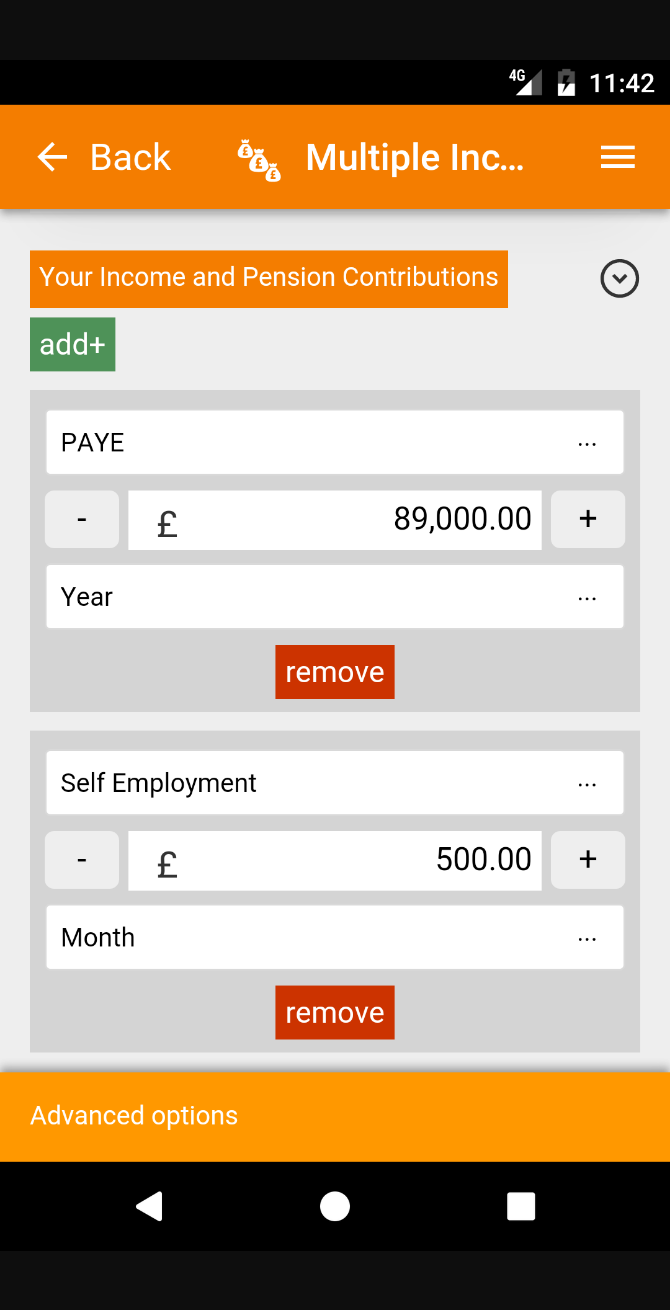 4G 11:42
Back Multiple Inc...
Your Income and Pension Contributions
add+
PAYE ...
- £ 89,000.00 +
Year ...
remove
Self Employment ...
- £ 500.00 +
Month ...
remove
Advanced options